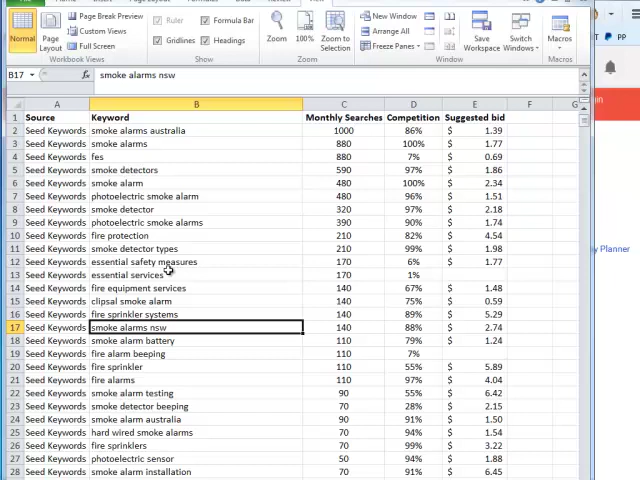 Normal
Page
Layout
Page Break Preview
Custom Views
Full Screen
Workbook Views
Ruler
Formula Bar
Gridlines
Headings
Show
Zoom
100%
Zoom to
Selection
Zoom
New Window
Arrange All
Freeze Panes
Window
Save
Workspace
Switch
Windows
Macros
Macros
B17
fx
smoke alarms nsw
PP
A B C D E F G
1 Source Keyword Monthly Searches Competition Suggested bid
2 Seed Keywords smoke alarms australia 1000 86% $ 1.39
3 Seed Keywords smoke alarms 880 100% $ 1.77
4 Seed Keywords fes 880 7% $ 0.69
5 Seed Keywords smoke detectors 590 97% $ 1.86
6 Seed Keywords smoke alarm 480 100% $ 2.34
7 Seed Keywords photoelectric smoke alarm 480 96% $ 1.51
8 Seed Keywords smoke detector 320 97% $ 2.18
9 Seed Keywords photoelectric smoke alarms 390 90% $ 1.74
10 Seed Keywords fire protection 210 82% $ 4.54
11 Seed Keywords smoke detector types 210 99% $ 1.98
12 Seed Keywords essential safety measures 170 6% $ 1.77
13 Seed Keywords essential services 170 1%
14 Seed Keywords fire equipment services 140 67% $ 1.48
15 Seed Keywords clipsal smoke alarm 140 75% $ 0.59
16 Seed Keywords fire sprinkler systems 140 89% $ 5.29
17 Seed Keywords smoke alarms nsw 140 88% $ 2.74
18 Seed Keywords smoke alarm battery 110 79% $ 1.24
19 Seed Keywords fire alarm beeping 110 7%
20 Seed Keywords fire sprinkler 110 55% $ 5.89
21 Seed Keywords fire alarms 110 97% $ 4.04
22 Seed Keywords smoke alarm testing 90 55% $ 6.42
23 Seed Keywords smoke detector beeping 70 28% $ 2.15
24 Seed Keywords smoke alarm australia 90 91% $ 1.50
25 Seed Keywords hard wired smoke alarms 70 94% $ 1.54
26 Seed Keywords fire sprinklers 70 99% $ 3.22
27 Seed Keywords photoelectric sensor 50 94% $ 1.88
28 Seed Keywords smoke alarm installation 70 91% $ 6.45
y Planner